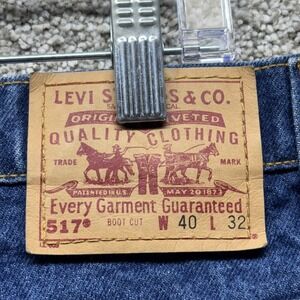 LEVI S & CO.
QUALITY CLOTHING
TRADE MARK
PATENTED IN U.S. MAY 20 1873
Every Garment Guaranteed
517® BOOT CUT W 40 L 32